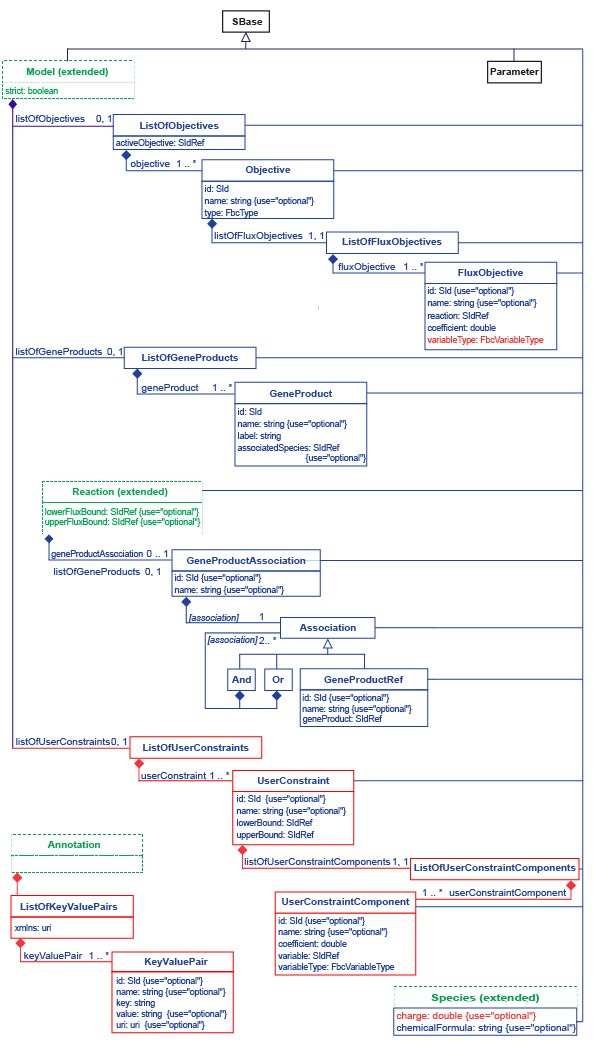 SBase
Model (extended)
strict: boolean
Parameter
listOfObjectives 0, 1
ListOfObjectives
activeObjective: SIdRef
objective 1 .. *
Objective
id: SId
name: string {use="optional"}
type: FbcType
listOfFluxObjectives 1, 1
ListOfFluxObjectives
fluxObjective 1 .. *
FluxObjective
id: SId {use="optional"}
name: string {use="optional"}
reaction: SIdRef
coefficient: double
variableType: FbcVariableType
listOfGeneProducts 0, 1
ListOfGeneProducts
geneProduct 1 .. *
GeneProduct
id: SId
name: string {use="optional"}
label: string
associatedSpecies: SIdRef
{use="optional"}
Reaction (extended)
lowerFluxBound: SIdRef {use="optional"}
upperFluxBound: SIdRef {use="optional"}
geneProductAssociation 0 .. 1
listOfGeneProducts 0, 1
GeneProductAssociation
id: SId {use="optional"}
name: string {use="optional"}
[association] 1
Association
[association] 2.. *
And
Or
GeneProductRef
id: SId {use="optional"}
name: string {use="optional"}
geneProduct: SIdRef
listOfUserConstraints 0, 1
ListOfUserConstraints
userConstraint 1 .. *
UserConstraint
id: SId {use="optional"}
name: string {use="optional"}
lowerBound: SIdRef
upperBound: SIdRef
listOfUserConstraintComponents 1, 1
ListOfUserConstraintComponents
1 .. * userConstraintComponent
UserConstraintComponent
id: SId {use="optional"}
name: string {use="optional"}
coefficient: double
variable: SIdRef
variableType: FbcVariableType
Annotation
ListOfKeyValuePairs
xmlns: uri
keyValuePair 1 .. *
KeyValuePair
id: SId {use="optional"}
name: string {use="optional"}
key: string
value: string {use="optional"}
uri: uri {use="optional"}
Species (extended)
charge: double {use="optional"}
chemicalFormula: string {use="optional"}